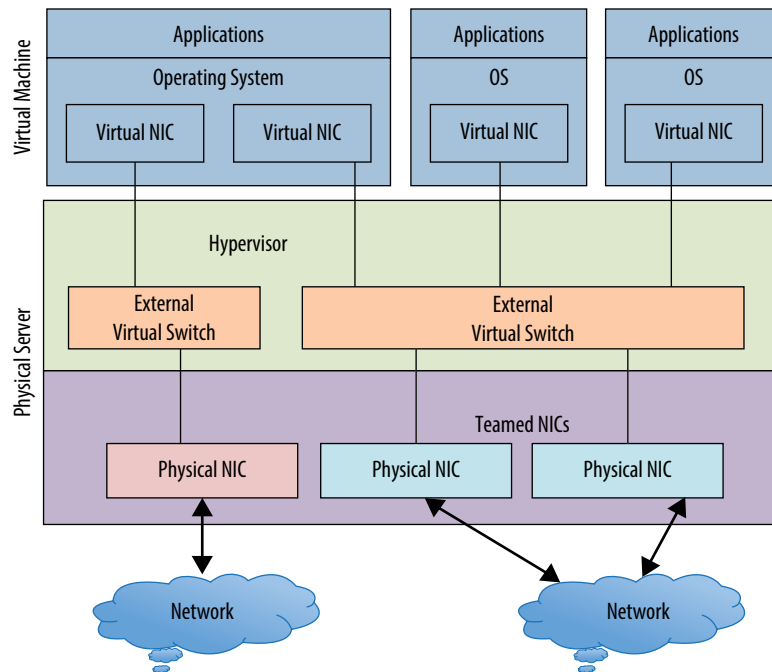 Virtual Machine
Applications
Applications
Applications
Operating System
OS
OS
Virtual NIC
Virtual NIC
Virtual NIC
Virtual NIC
Physical Server
Hypervisor
External
Virtual Switch
External
Virtual Switch
Teamed NICs
Physical NIC
Physical NIC
Physical NIC
Network
Network